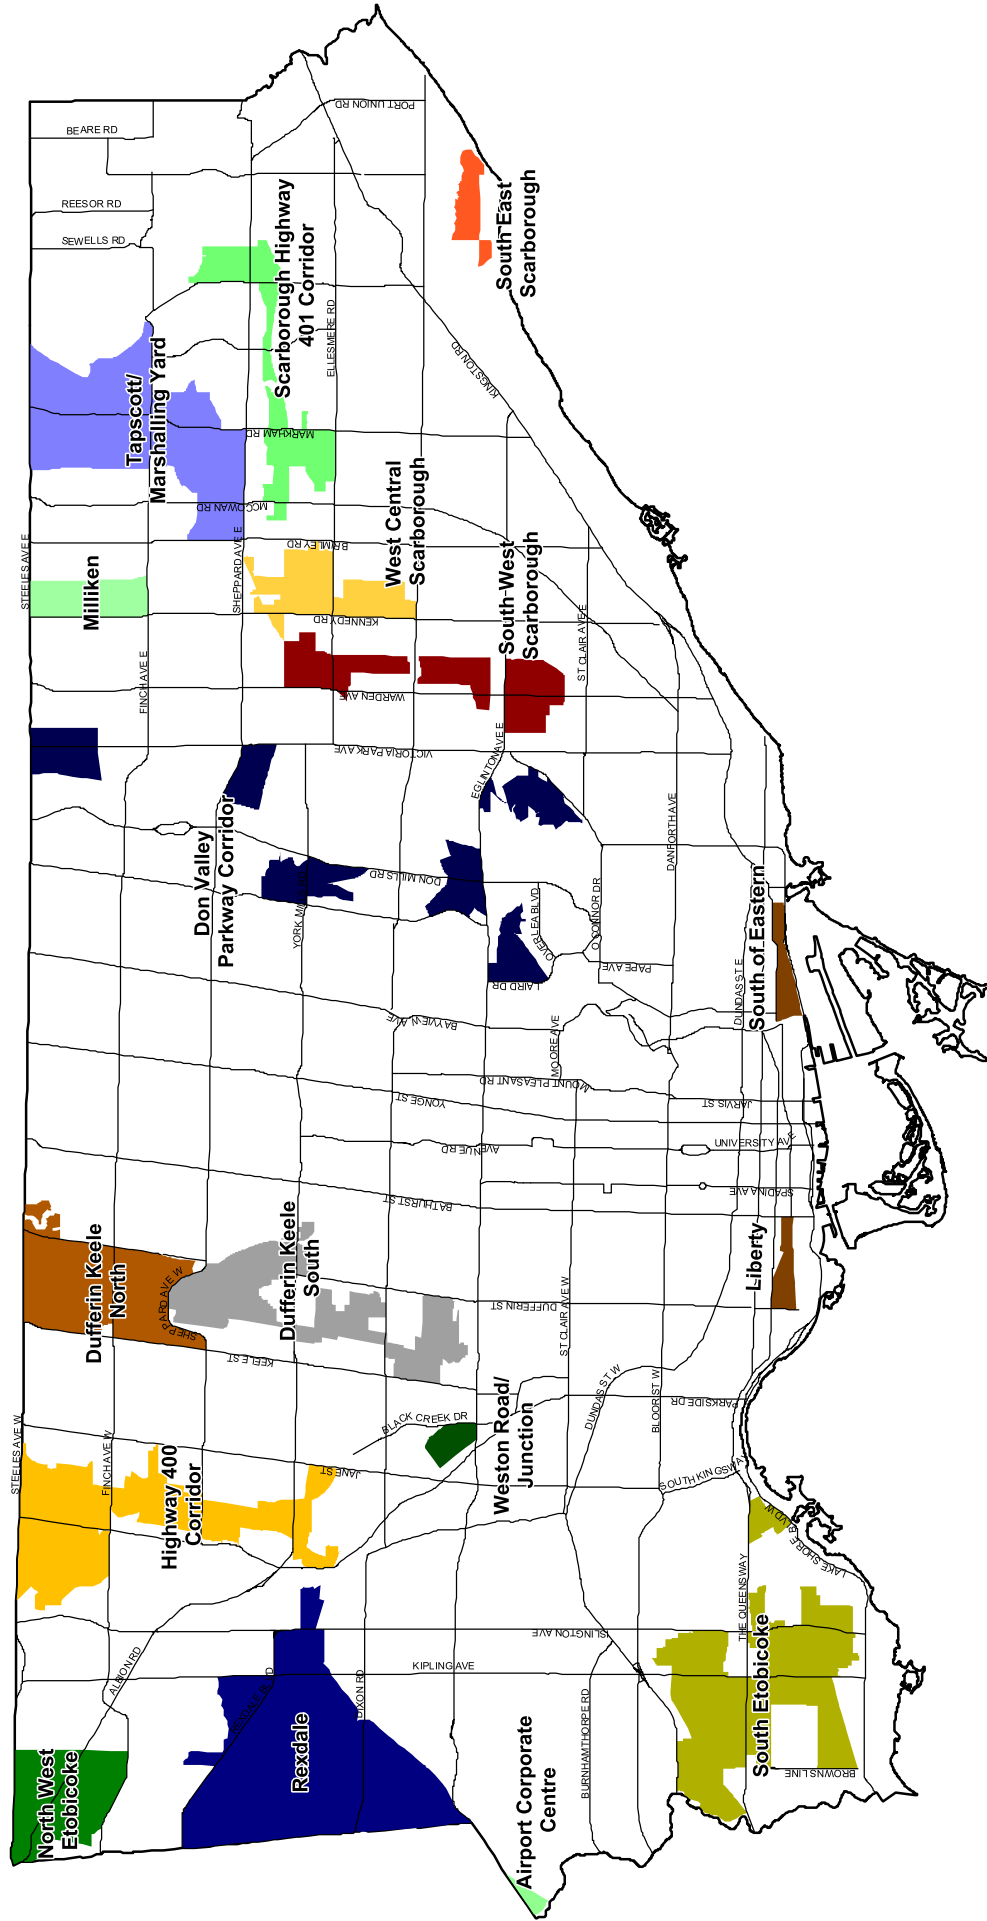 BEARE RD
REESOR RD
SEWELLS RD
PORT UNION RD
Scarborough Highway
401 Corridor
ELLESMERE RD
South East
Scarborough
Tapscott/
Marshalling Yard
MARKHAM RD
MCCOWAN RD
KINGSTON RD
STEELES AVE E
Milliken
SHEPPARD AVE E
BRIMLEY RD
West Central
Scarborough
KENNEDY RD
South West
Scarborough
ST CLAIR AVE E
FINCH AVE E
WARDEN AVE
VICTORIA PARK AVE
EGLINTON AVE E
Don Valley
Parkway Corridor
YORK MILLS RD
DON MILLS RD
OVERLEA BLVD
O CONNOR DR
DANFORTH AVE
LAIRD DR
PAPE AVE
South of Eastern
DUNDAS ST E
BAYVIEW AVE
MOORE AVE
MOUNT PLEASANT RD
YONGE ST
JARVIS ST
UNIVERSITY AVE
AVENUE RD
SPADINA AVE
BATHURST ST
Dufferin Keele
North
SHEPPARD AVE W
Dufferin Keele
South
Liberty
DUFFERIN ST
ST CLAIR AVE W
KEELE ST
STEELES AVE W
FINCH AVE W
Highway 400
Corridor
JANE ST
BLACK CREEK DR
Weston Road/
Junction
DUNDAS ST W
BLOOR ST W
PARKSIDE DR
SOUTH KINGSWAY
LAKE SHORE BLVD W
THE QUEENSWAY
ISLINGTON AVE
KIPLING AVE
ALBION RD
REXDALE BLVD
DIXON RD
Rexdale
North West
Etobicoke
Airport Corporate
Centre
BURNHAMTHORPE RD
South Etobicoke
BROWNS LINE